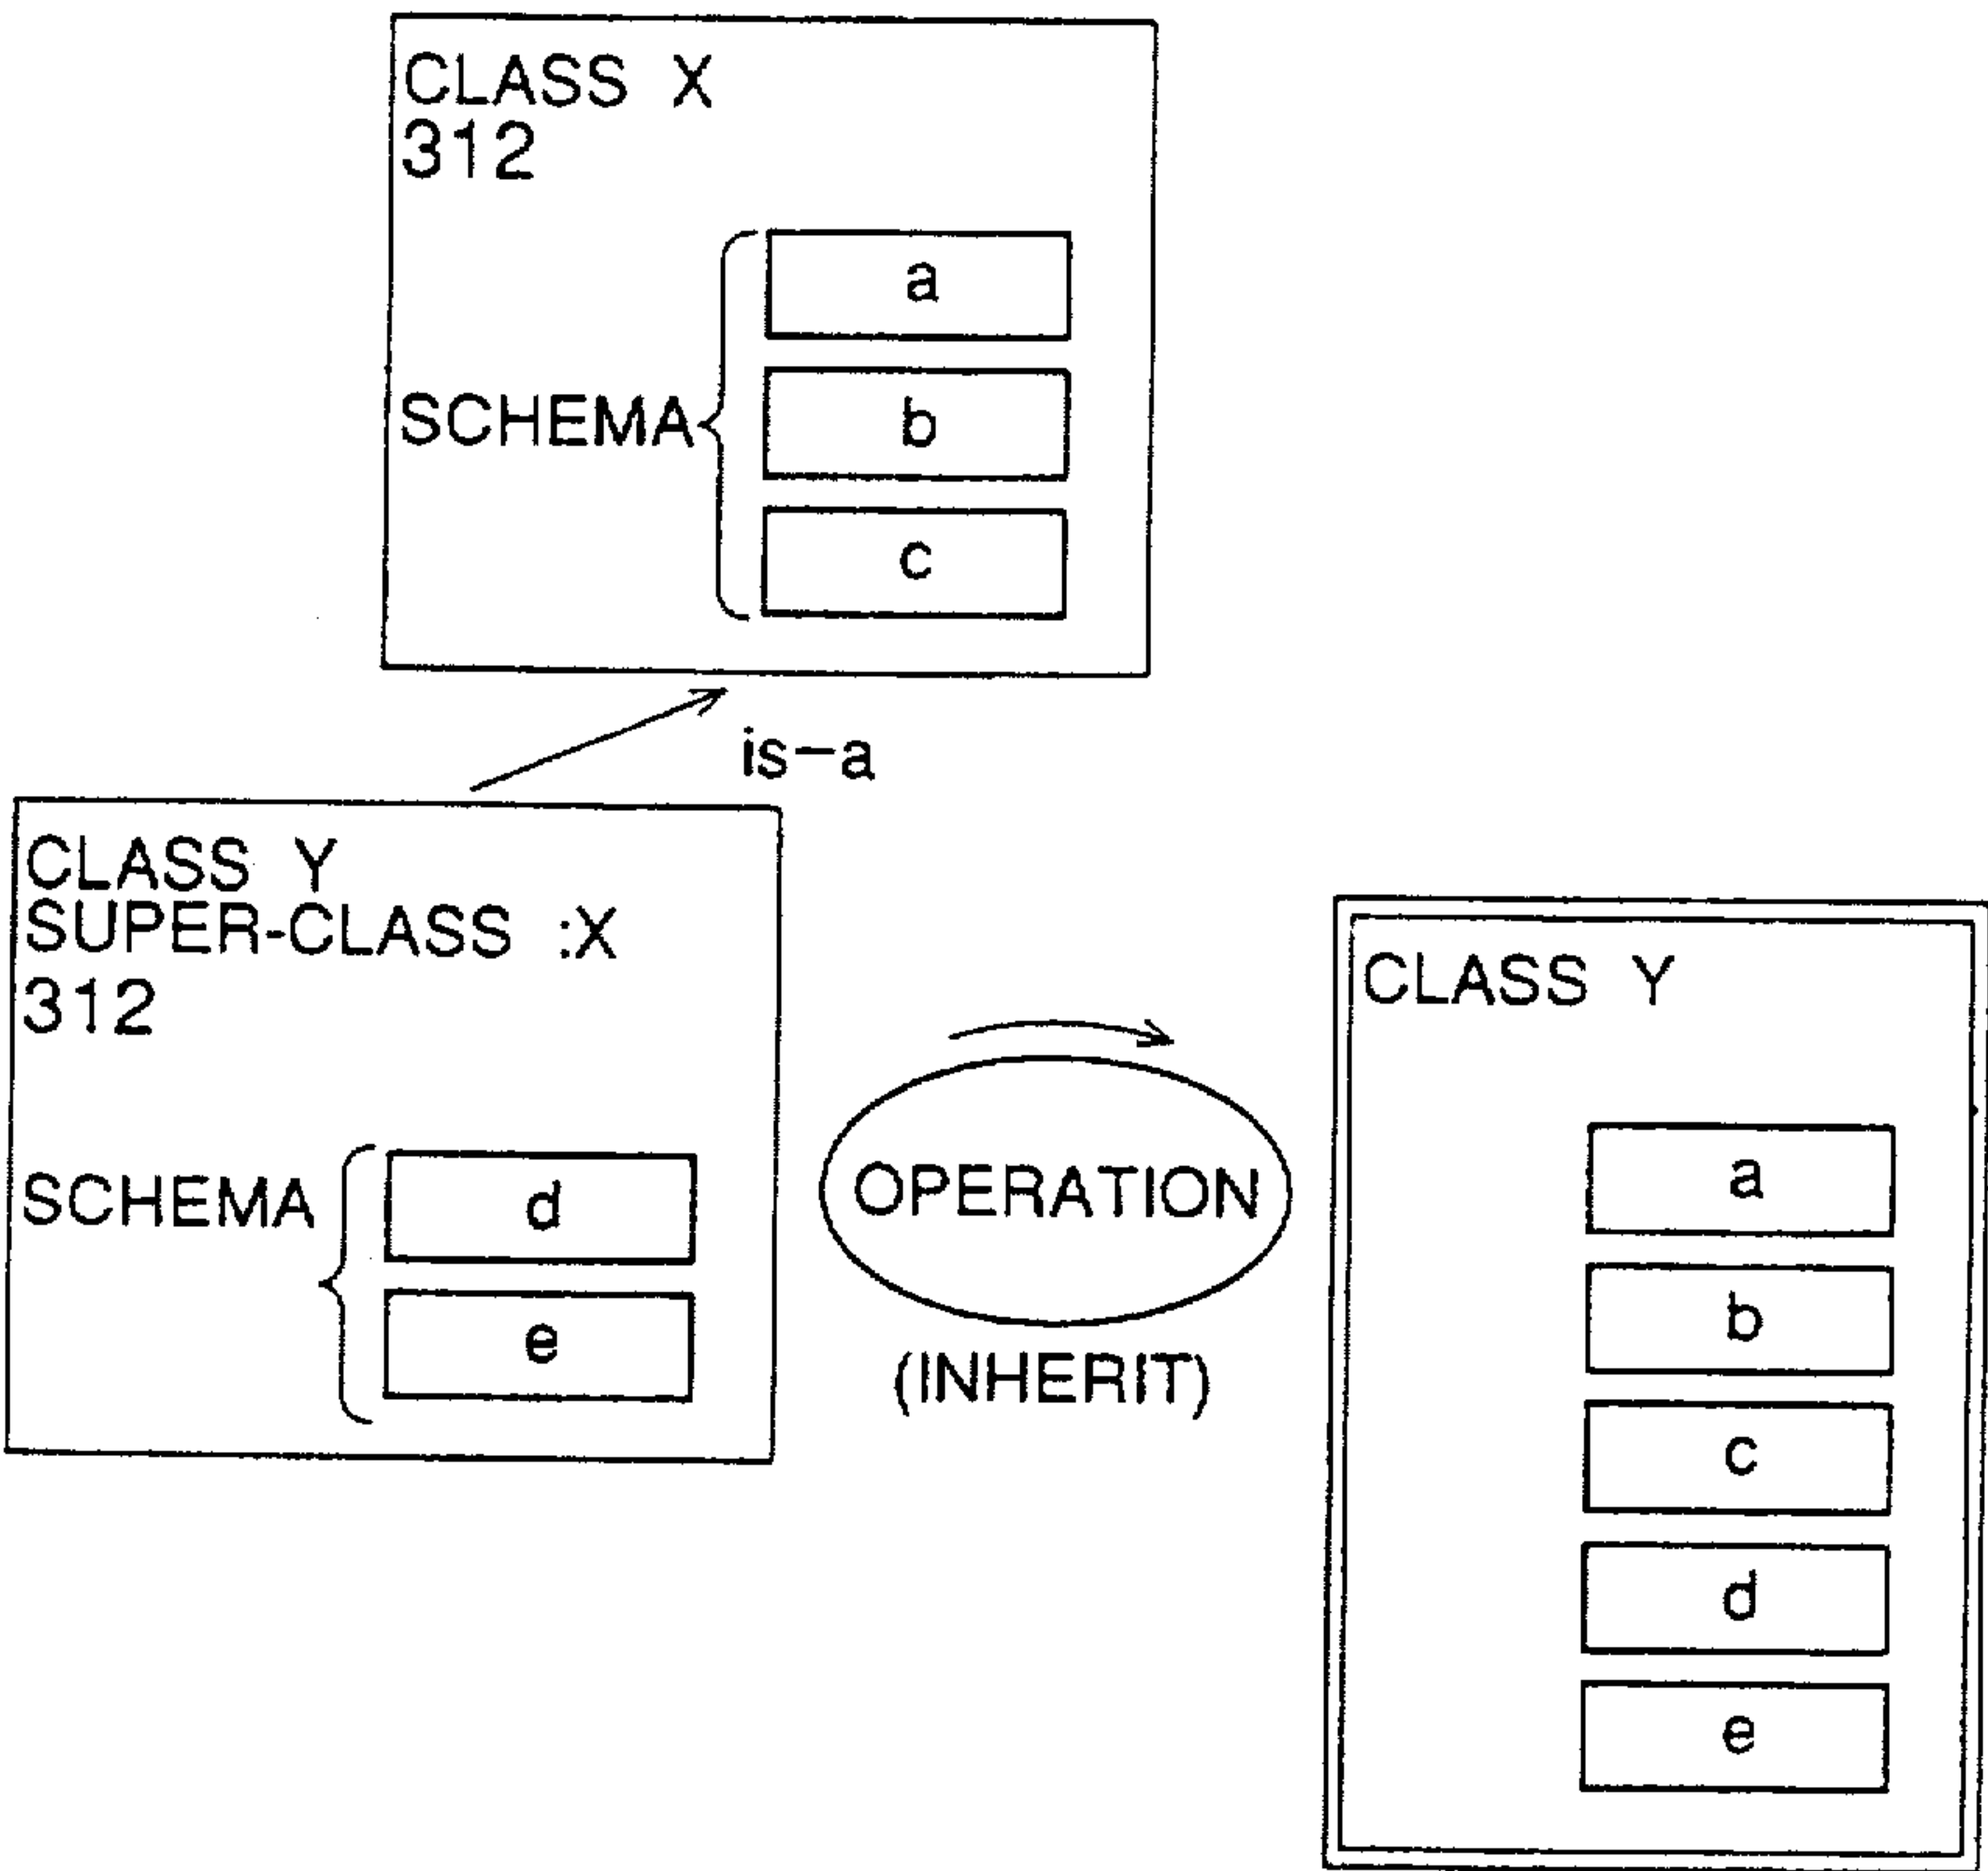 CLASS X
312
a
SCHEMA
b
c
is-a
CLASS Y
SUPER-CLASS :X
312
SCHEMA
d
e
OPERATION
(INHERIT)
CLASS Y
a
b
c
d
e